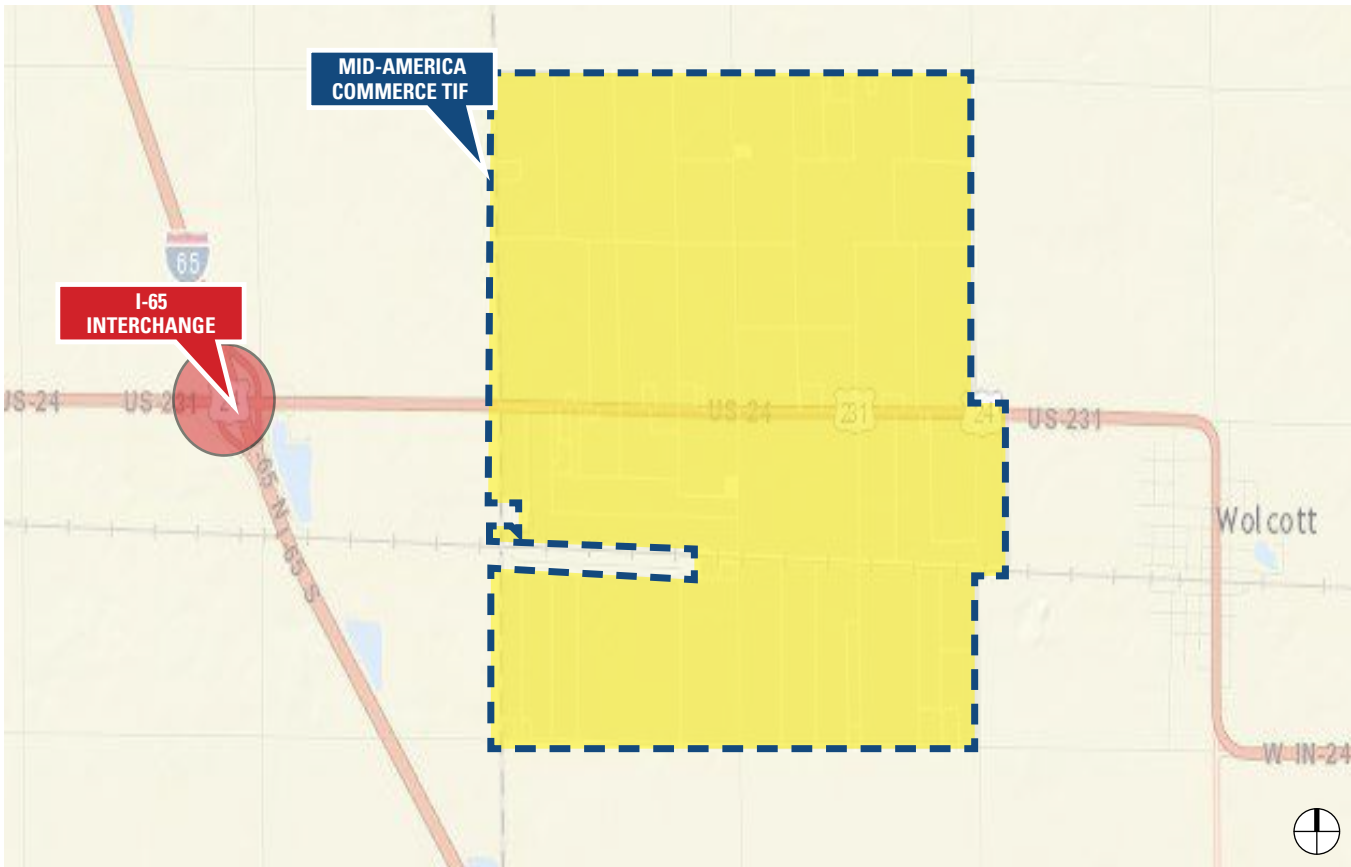 MID-AMERICA
COMMERCE TIF
65
I-65
INTERCHANGE
US-24
US-231
24
US-24
231
24
US-231
I-65 N
I-65 S
Wolcott
W IN-24